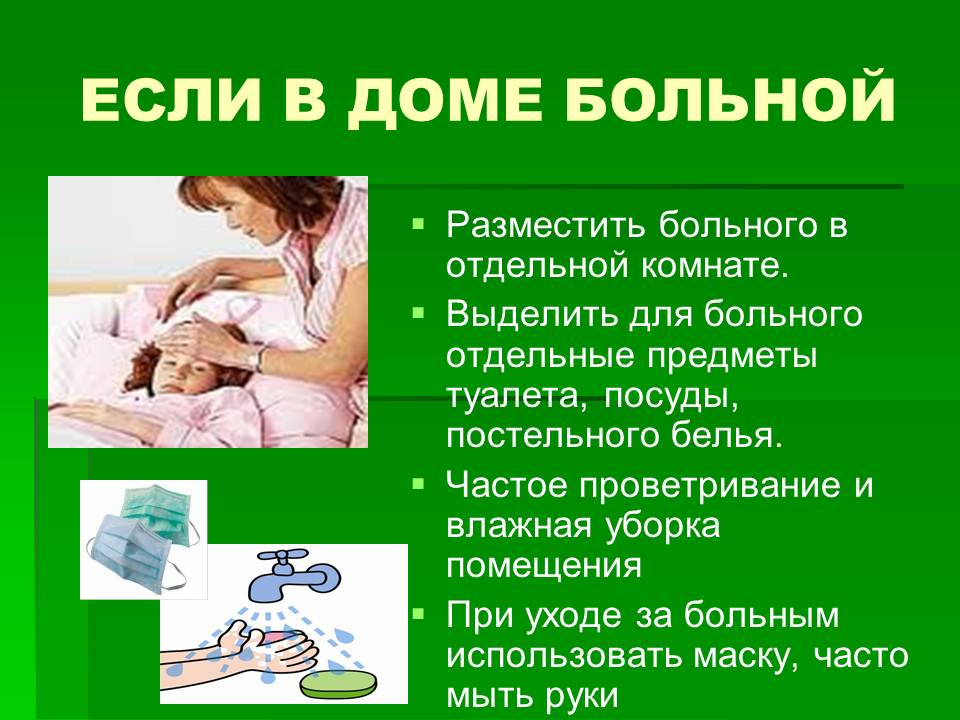 ЕСЛИ В ДОМЕ БОЛЬНОЙ
Разместить больного в
отдельной комнате.
Выделить для больного
отдельные предметы
туалета, посуды,
постельного белья.
Частое проветривание и
влажная уборка
помещения
При уходе за больным
использовать маску, часто
мыть руки